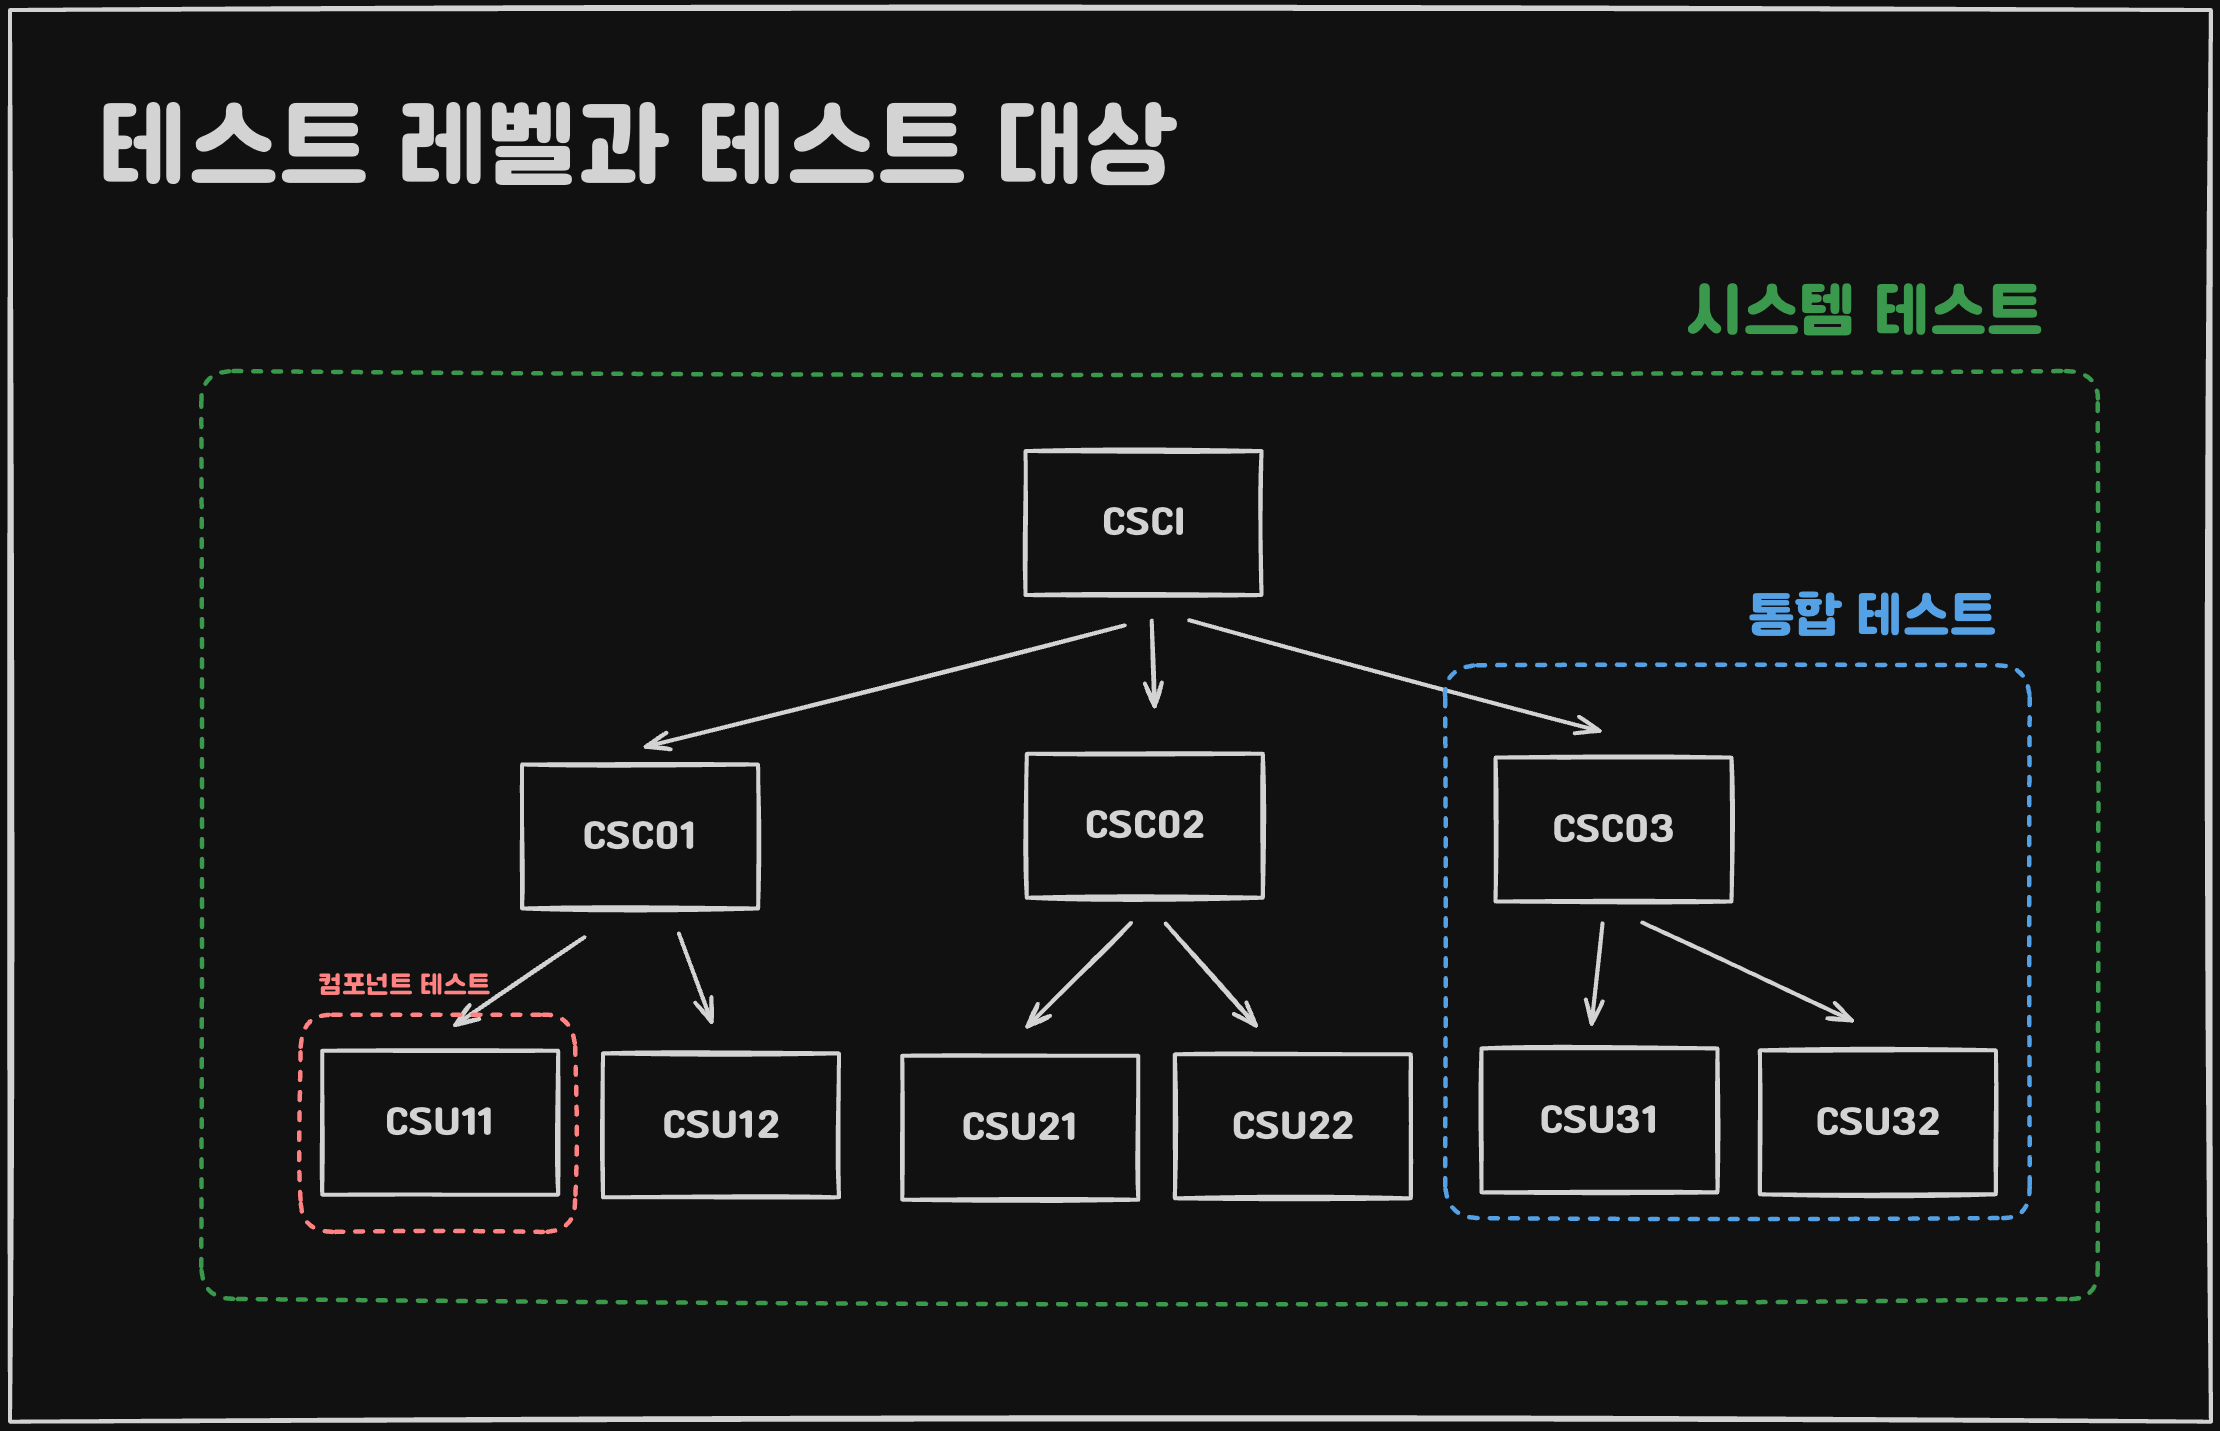 테스트 레벨과 테스트 대상
시스템 테스트
CSCI
통합 테스트
CSC01
CSC02
CSC03
컴포넌트 테스트
CSU11
CSU12
CSU21
CSU22
CSU31
CSU32